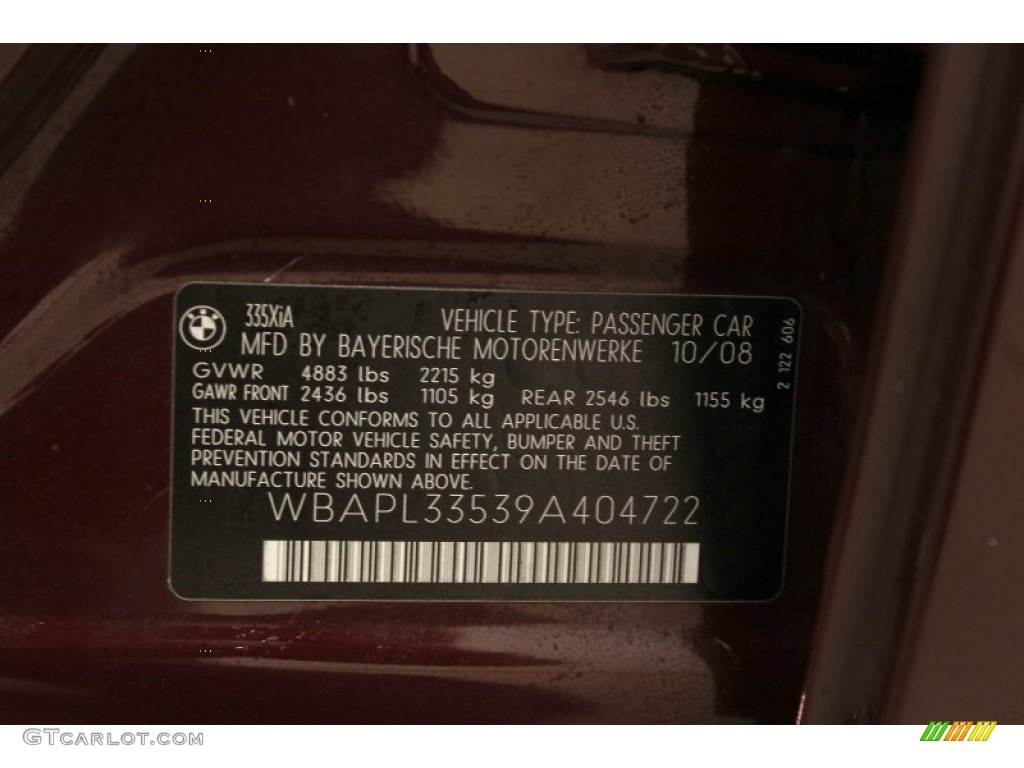 335XiA
VEHICLE TYPE: PASSENGER CAR
MFD BY BAYERISCHE MOTORENWERKE 10/08
GVWR 4883 lbs 2215 kg
GAWR FRONT 2436 lbs 1105 kg REAR 2546 lbs 1155 kg
THIS VEHICLE CONFORMS TO ALL APPLICABLE U.S.
FEDERAL MOTOR VEHICLE SAFETY, BUMPER AND THEFT
PREVENTION STANDARDS IN EFFECT ON THE DATE OF
MANUFACTURE SHOWN ABOVE.
WBAPL33539A404722
2 122 606
GTcarlot.com